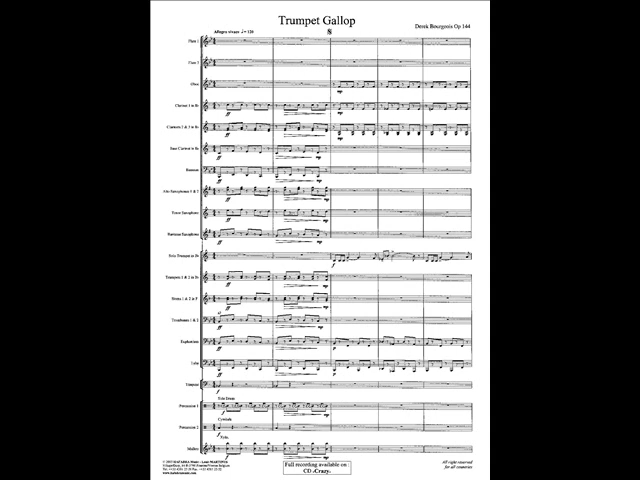 Trumpet Gallop
Derek Bourgeois Op 144
Allegro vivace ♩ = 120
Flute 1
Flute 2
Oboe
Clarinet 1 in B♭
Clarinets 2 & 3 in B♭
Bass Clarinet in B♭
Bassoon
Alto Saxophones 1 & 2
Tenor Saxophone
Baritone Saxophone
Solo Trumpet in B♭
Trumpets 1 & 2 in B♭
Horns 1 & 2 in F
Trombones 1 & 2
Euphonium
Tuba
Timpani
Side Drum
Percussion 1
Cymbals
Percussion 2
Xylo.
Mallets
Full recording available on
CD «Crazy»
All right reserved
for all countries